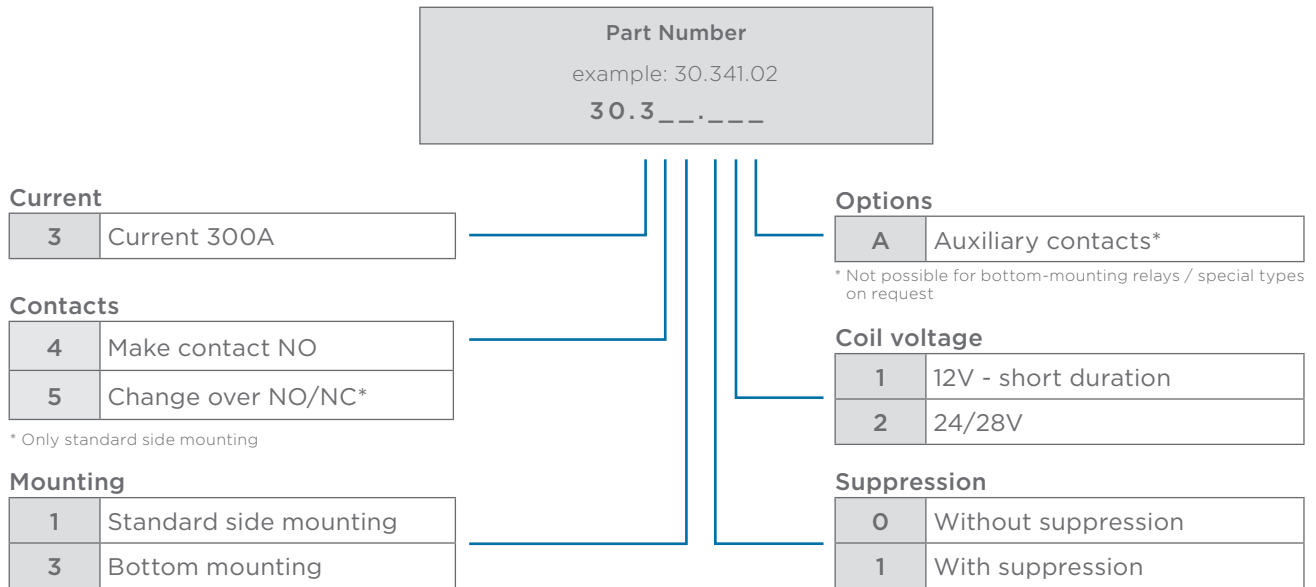 Part Number
example: 30.341.02
30.3__.___
Current
3 Current 300A
Contacts
4 Make contact NO
5 Change over NO/NC*
* Only standard side mounting
Mounting
1 Standard side mounting
3 Bottom mounting
Options
A Auxiliary contacts*
* Not possible for bottom-mounting relays / special types
on request
Coil voltage
1 12V - short duration
2 24/28V
Suppression
0 Without suppression
1 With suppression